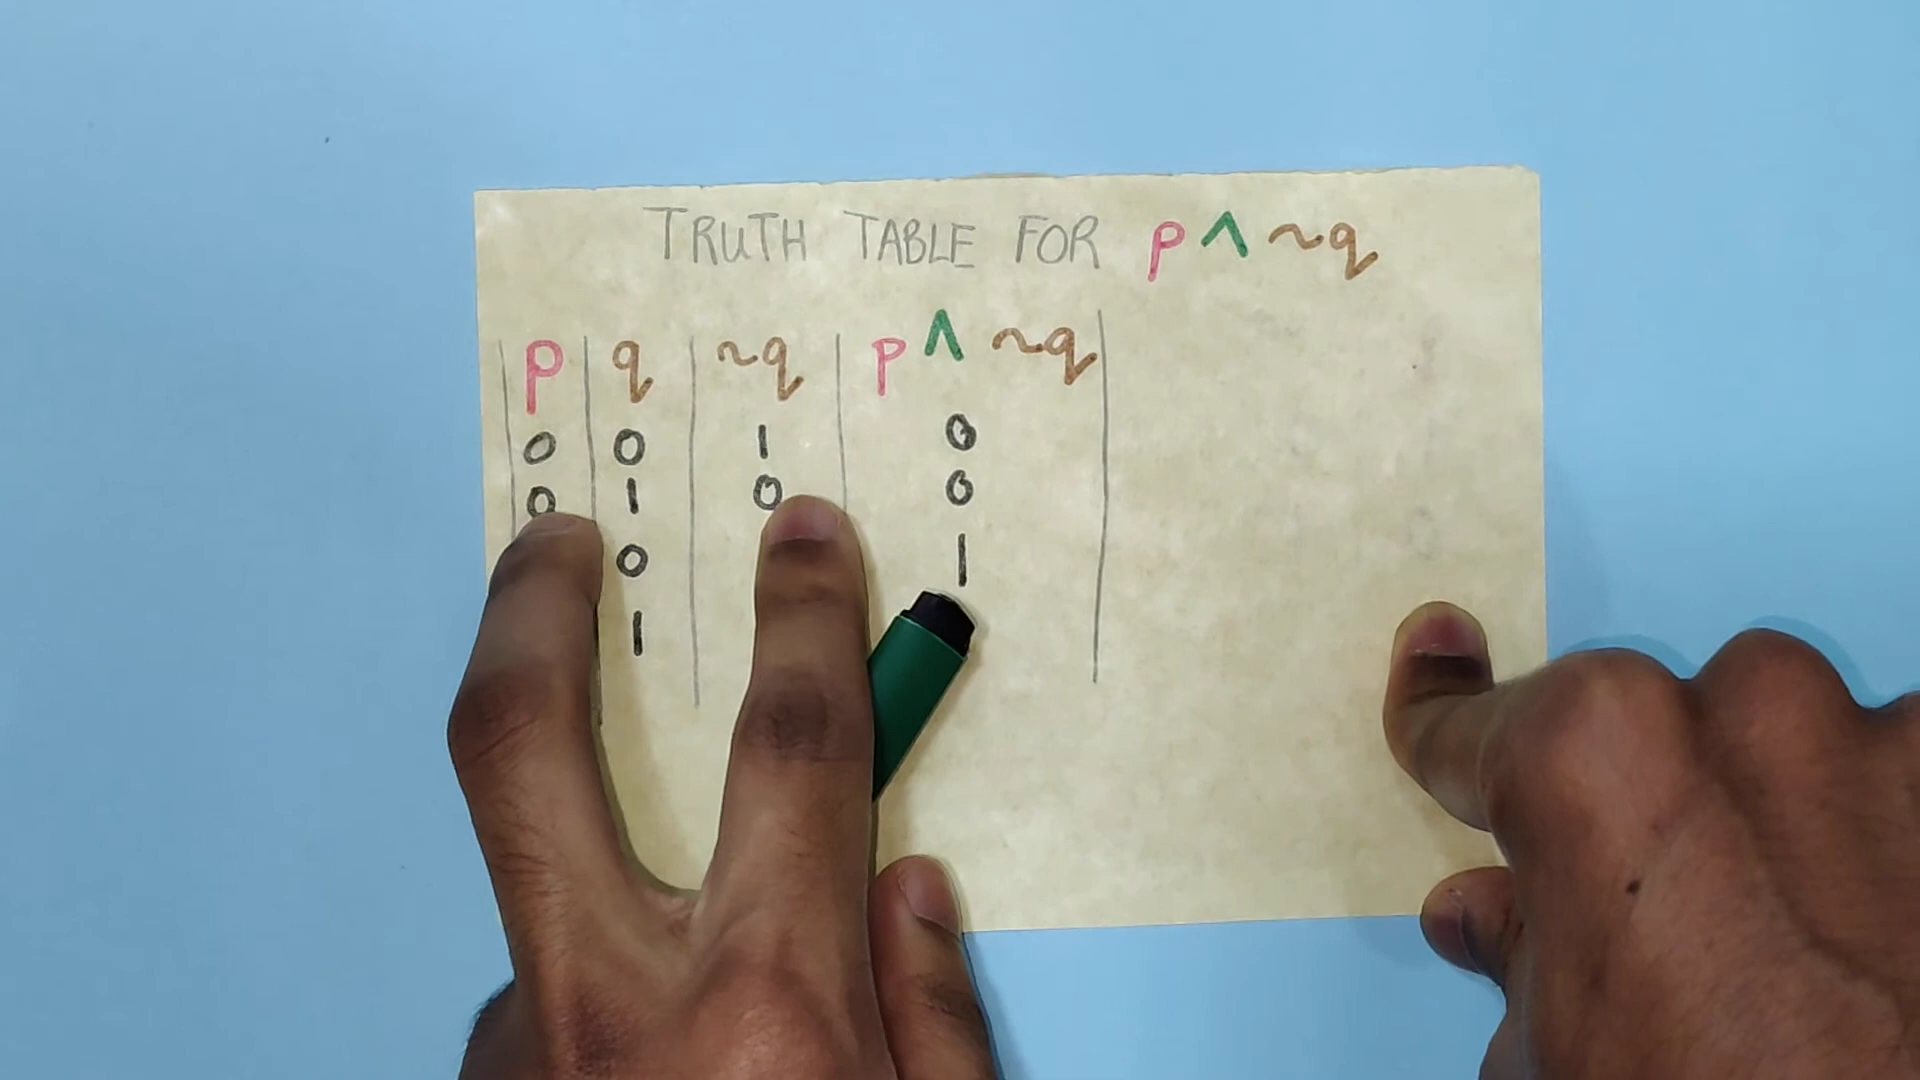 TRUTH TABLE FOR p ∧ ~q
p q ~q p ∧ ~q
0 0 1 0
0 1 0 0
0 1
1